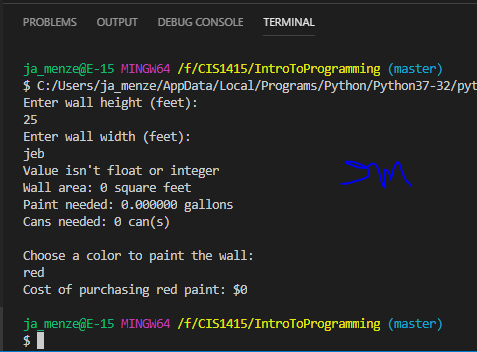 PROBLEMS OUTPUT DEBUG CONSOLE TERMINAL
ja_menze@E-15 MINGW64 /f/CIS1415/IntroToProgramming (master)
$ C:/Users/ja_menze/AppData/Local/Programs/Python/Python37-32/pyt
Enter wall height (feet):
25
Enter wall width (feet):
jeb
Value isn't float or integer
Wall area: 0 square feet
Paint needed: 0.000000 gallons
Cans needed: 0 can(s)
Choose a color to paint the wall:
red
Cost of purchasing red paint: $0
ja_menze@E-15 MINGW64 /f/CIS1415/IntroToProgramming (master)
$